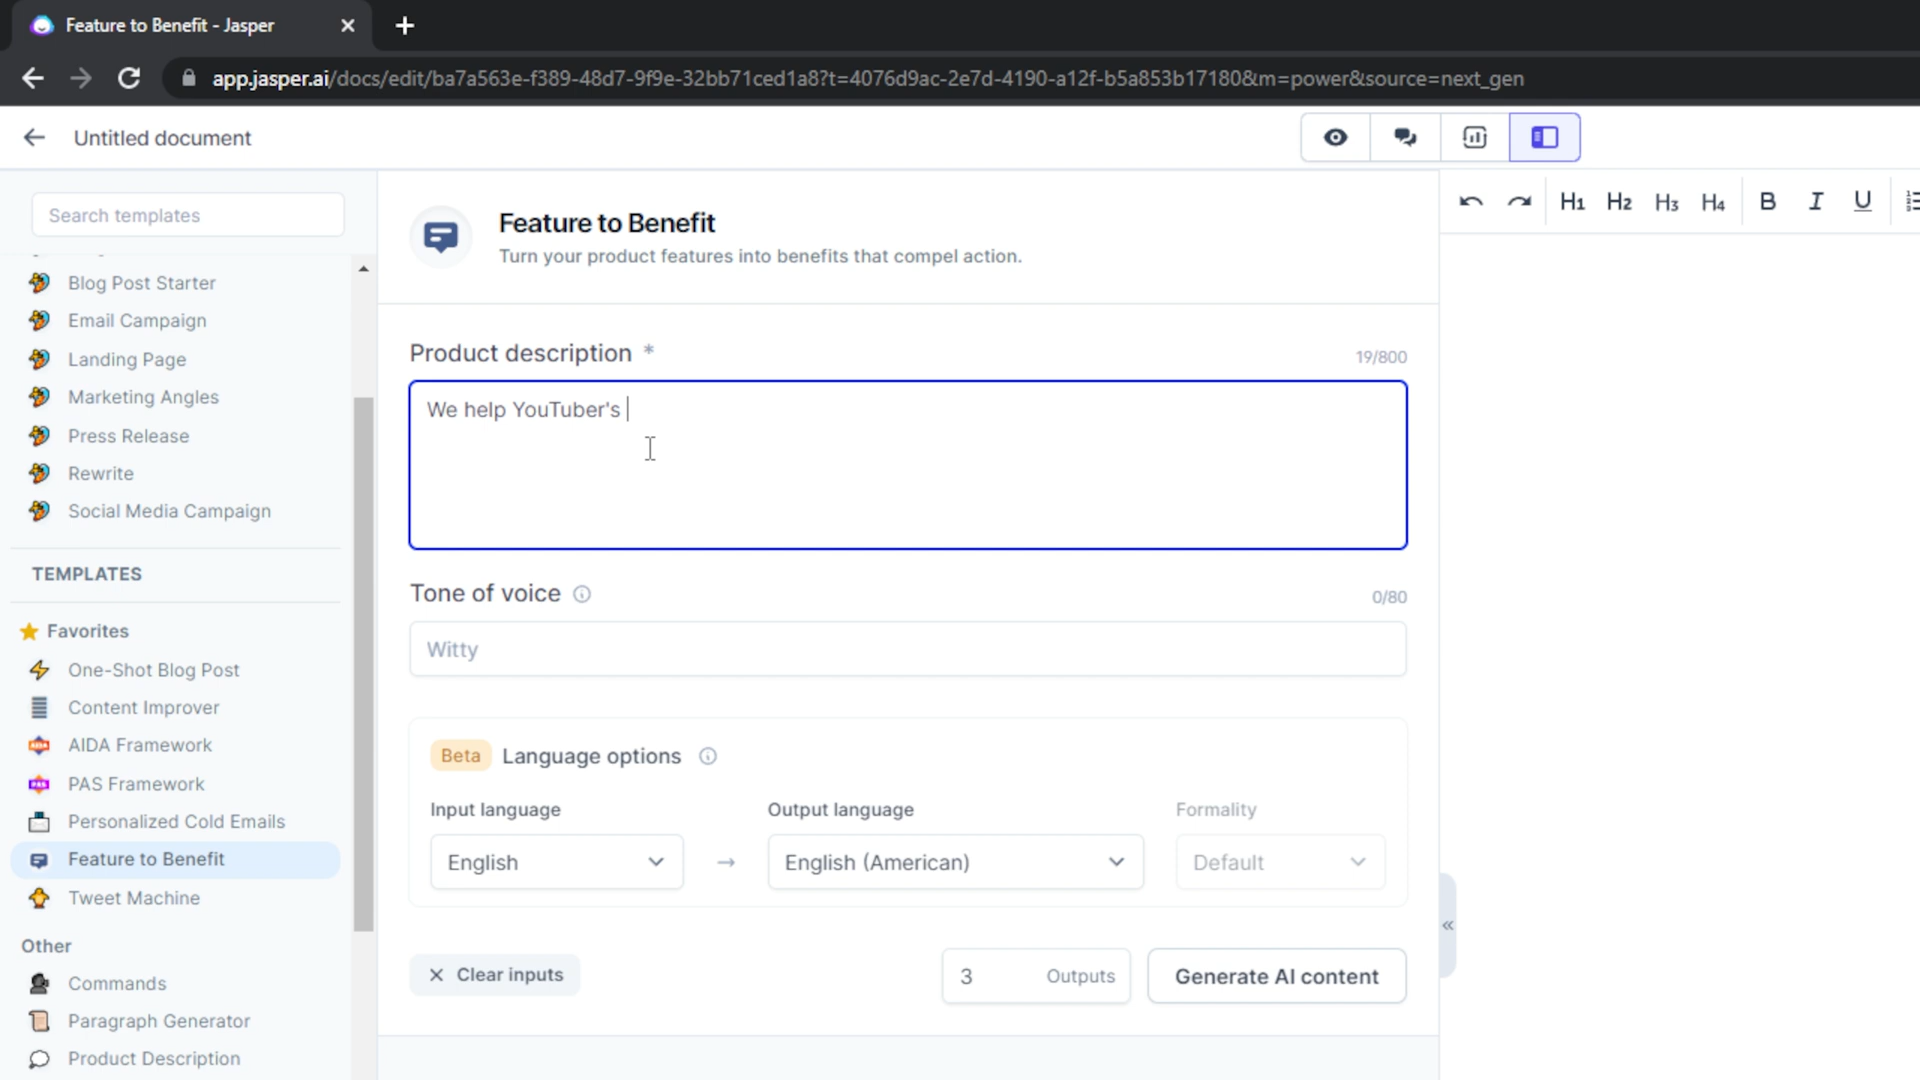 Feature to Benefit - Jasper
app.jasper.ai/docs/edit/ba7a563e-f389-48d7-9f9e-32bb71ced1a8?t=4076d9ac-2e7d-4190-a12f-b5a853b17180&m=power&source=next_gen
Untitled document
Search templates
Blog Post Starter
Email Campaign
Landing Page
Marketing Angles
Press Release
Rewrite
Social Media Campaign
TEMPLATES
Favorites
One-Shot Blog Post
Content Improver
AIDA Framework
PAS Framework
Personalized Cold Emails
Feature to Benefit
Tweet Machine
Other
Commands
Paragraph Generator
Product Description
Feature to Benefit
Turn your product features into benefits that compel action.
Product description *
19/800
We help YouTuber's
Tone of voice
0/80
Witty
Beta Language options
Input language
Output language
Formality
English
→
English (American)
Default
Clear inputs
3 Outputs
Generate AI content
H1 H2 H3 H4 B I U
«